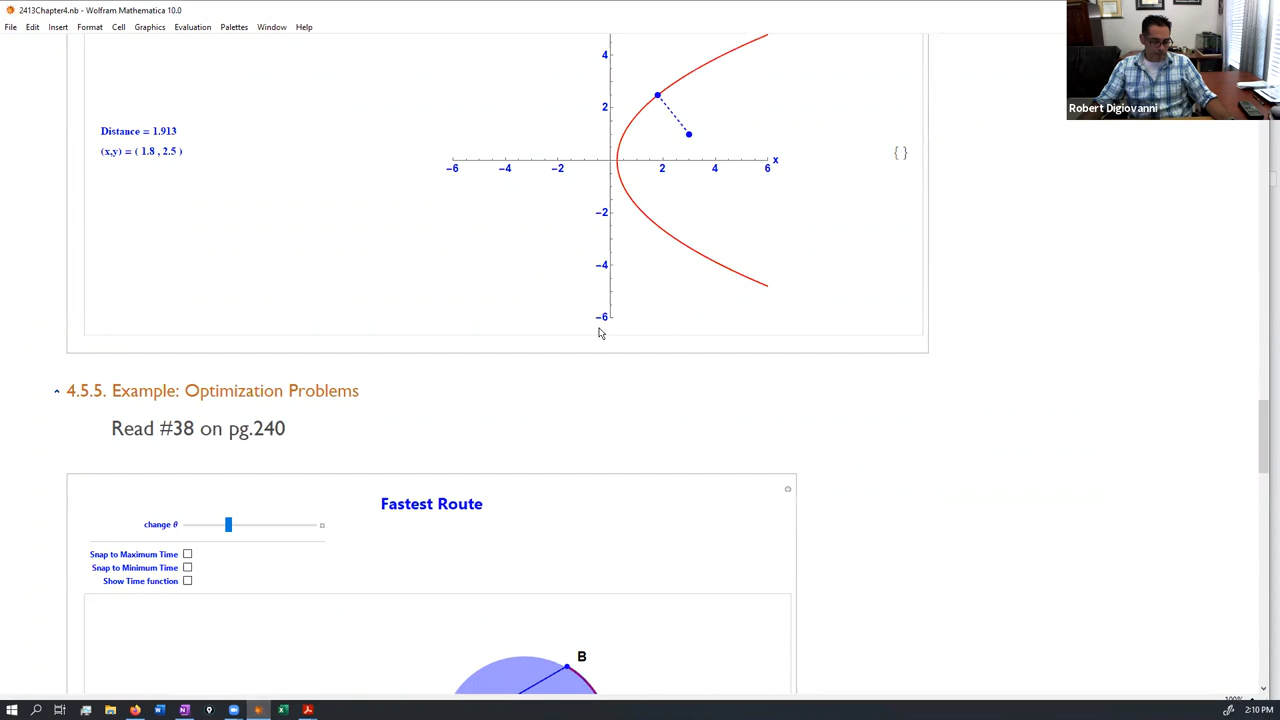 2413Chapter4.nb - Wolfram Mathematica 10.0
File Edit Insert Format Cell Graphics Evaluation Palettes Window Help
Robert Digiovanni
4
2
Distance = 1.913
(x,y) = ( 1.8 , 2.5 )
{ }
x
-6 -4 -2 2 4 6
-2
-4
-6
4.5.5. Example: Optimization Problems
Read #38 on pg.240
Fastest Route
change θ
Snap to Maximum Time
Snap to Minimum Time
Show Time function
B
100%
2:10 PM